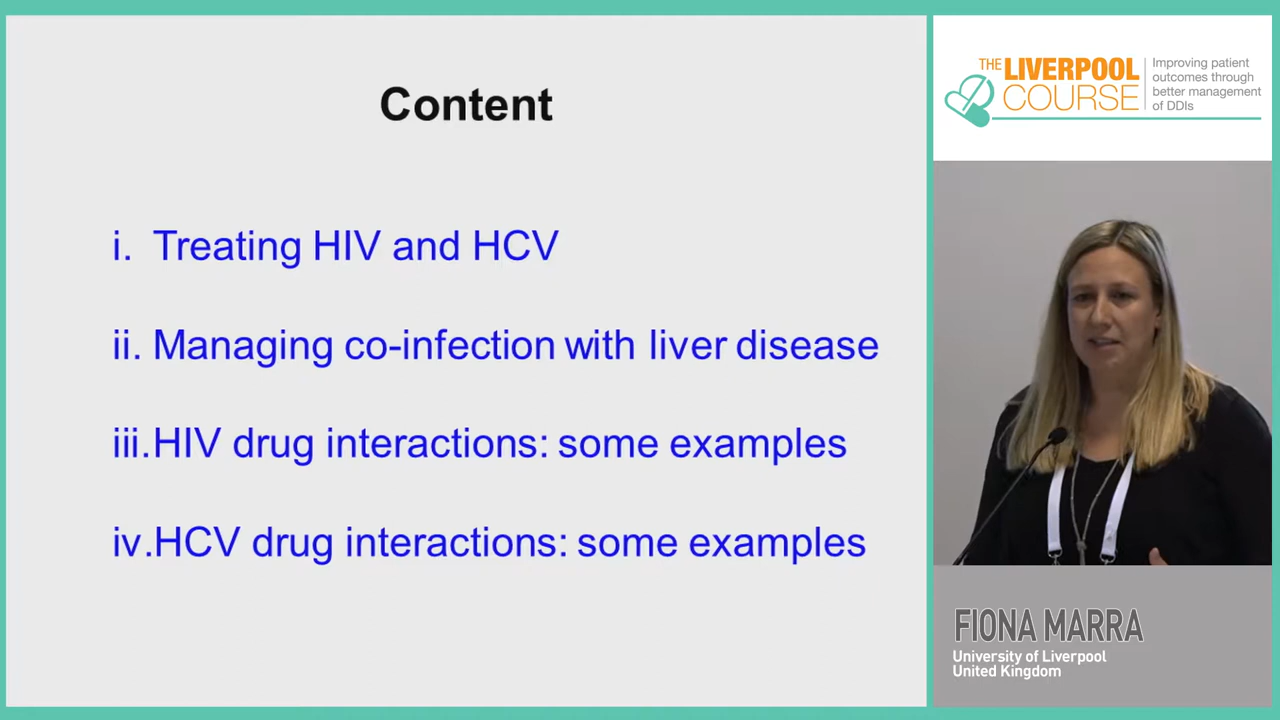 Content
i. Treating HIV and HCV
ii. Managing co-infection with liver disease
iii.HIV drug interactions: some examples
iv.HCV drug interactions: some examples
THE LIVERPOOL
COURSE
Improving patient
outcomes through
better management
of DDIs
FIONA MARRA
University of Liverpool
United Kingdom